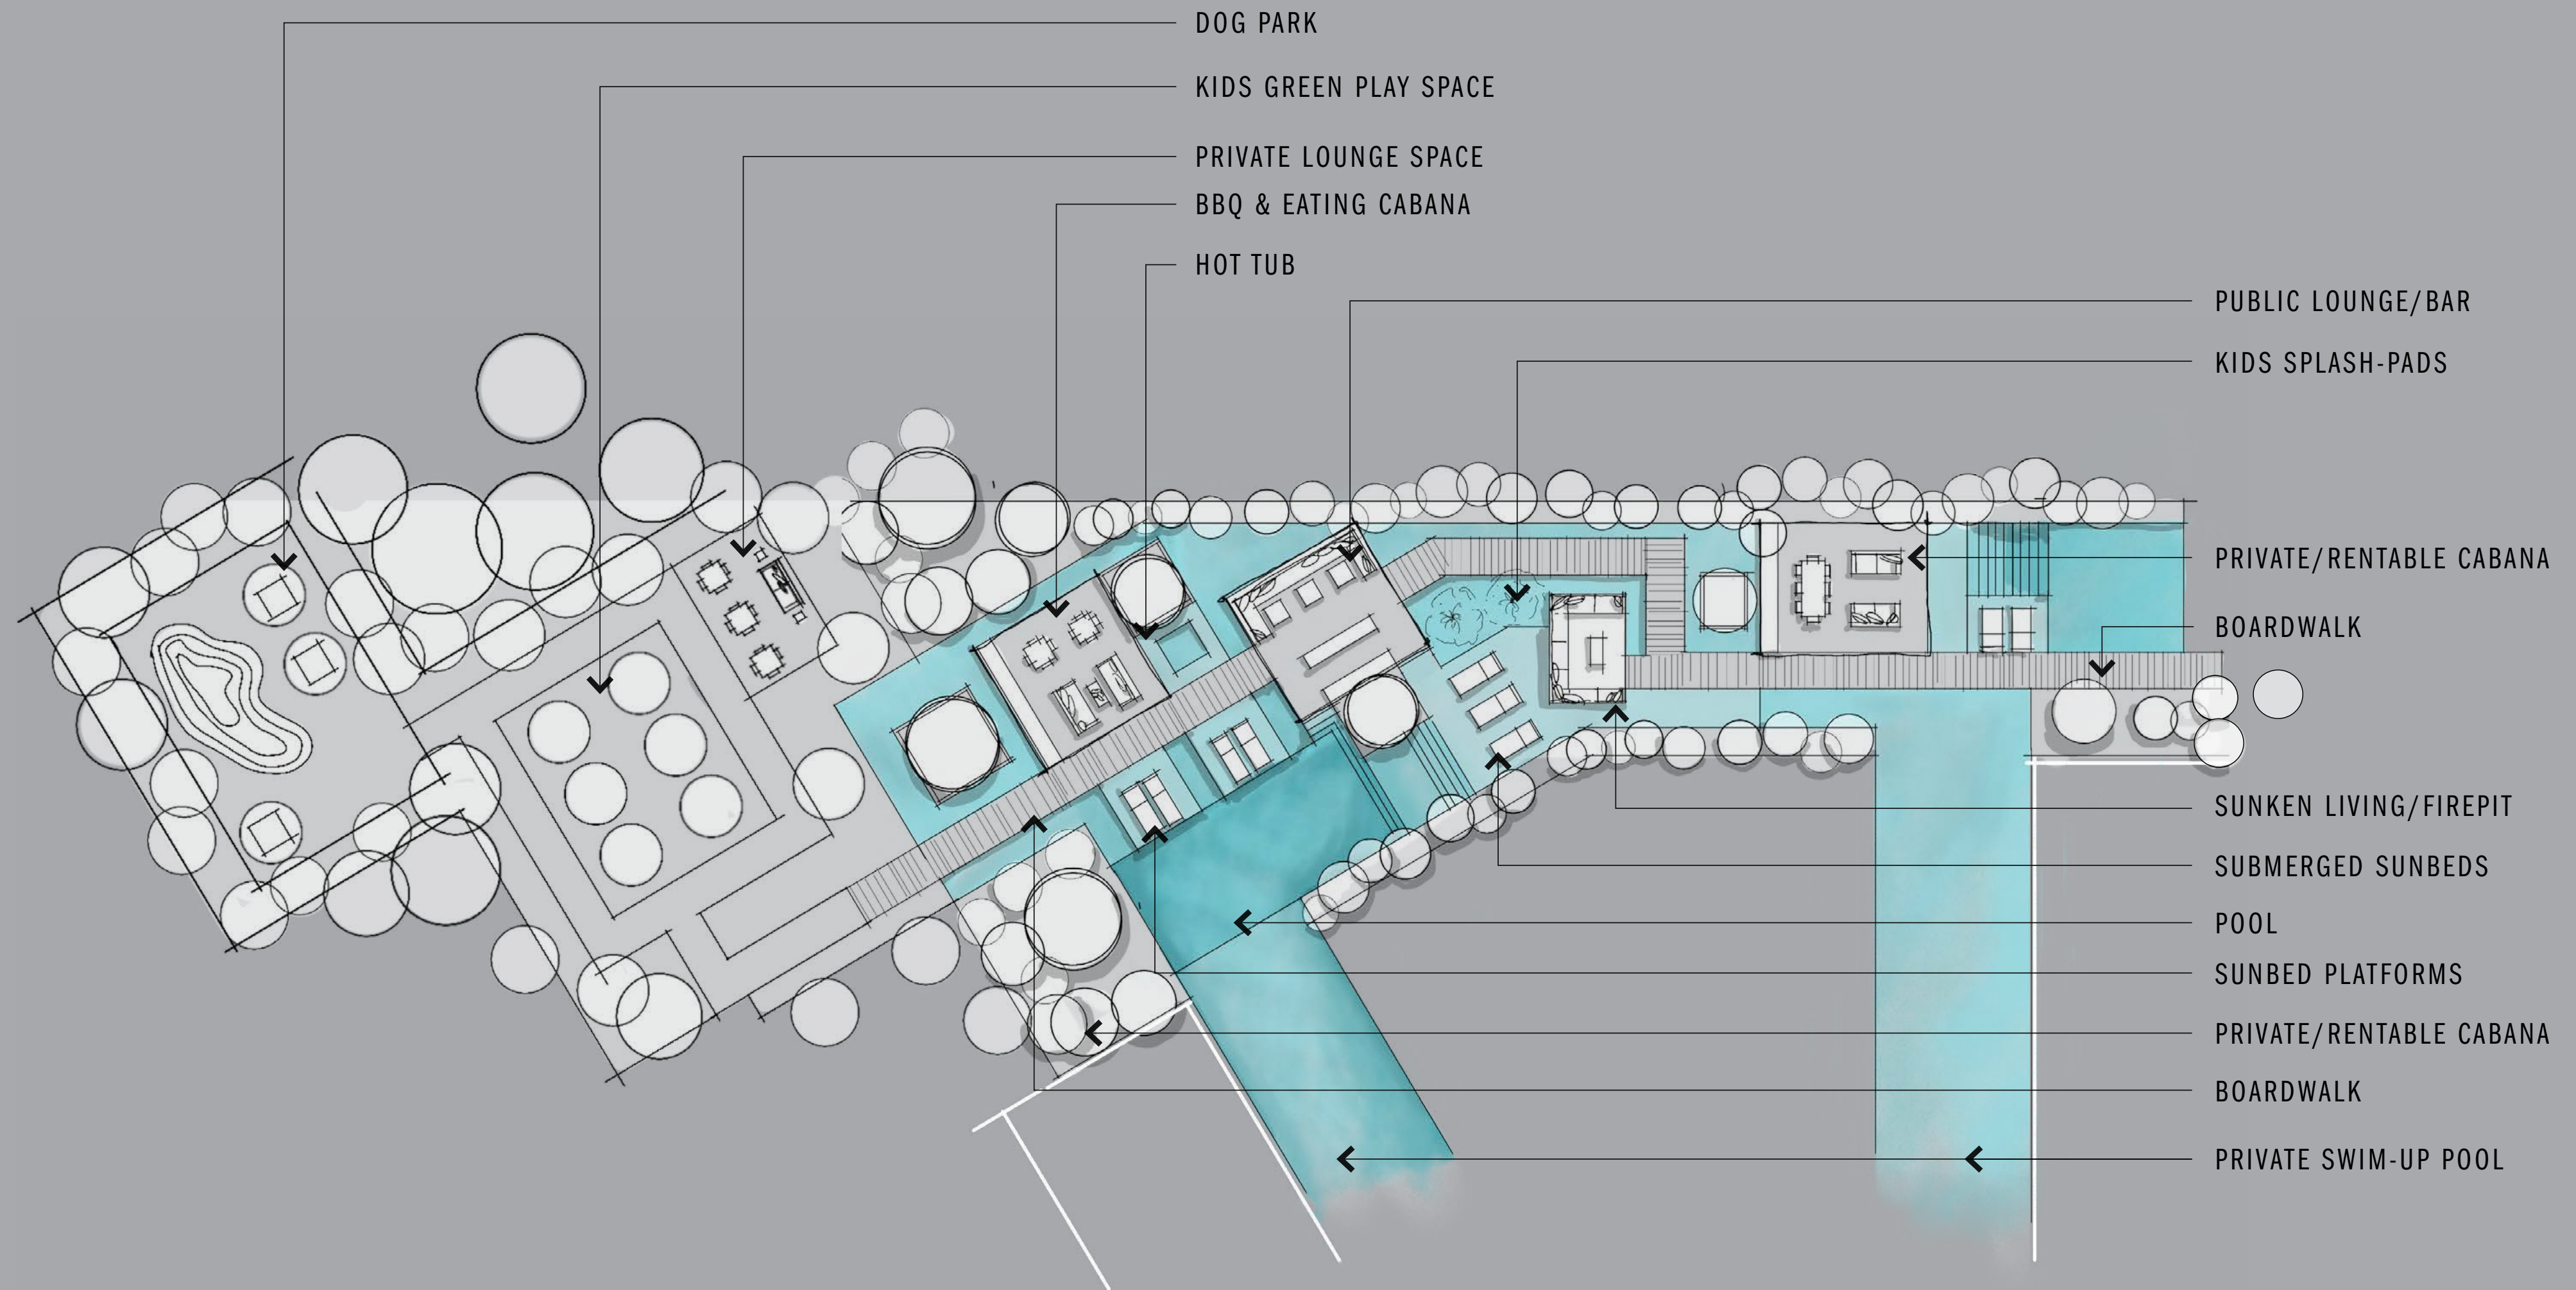 DOG PARK
KIDS GREEN PLAY SPACE
PRIVATE LOUNGE SPACE
BBQ & EATING CABANA
HOT TUB
PUBLIC LOUNGE/BAR
KIDS SPLASH-PADS
PRIVATE/RENTABLE CABANA
BOARDWALK
SUNKEN LIVING/FIREPIT
SUBMERGED SUNBEDS
POOL
SUNBED PLATFORMS
PRIVATE/RENTABLE CABANA
BOARDWALK
PRIVATE SWIM-UP POOL